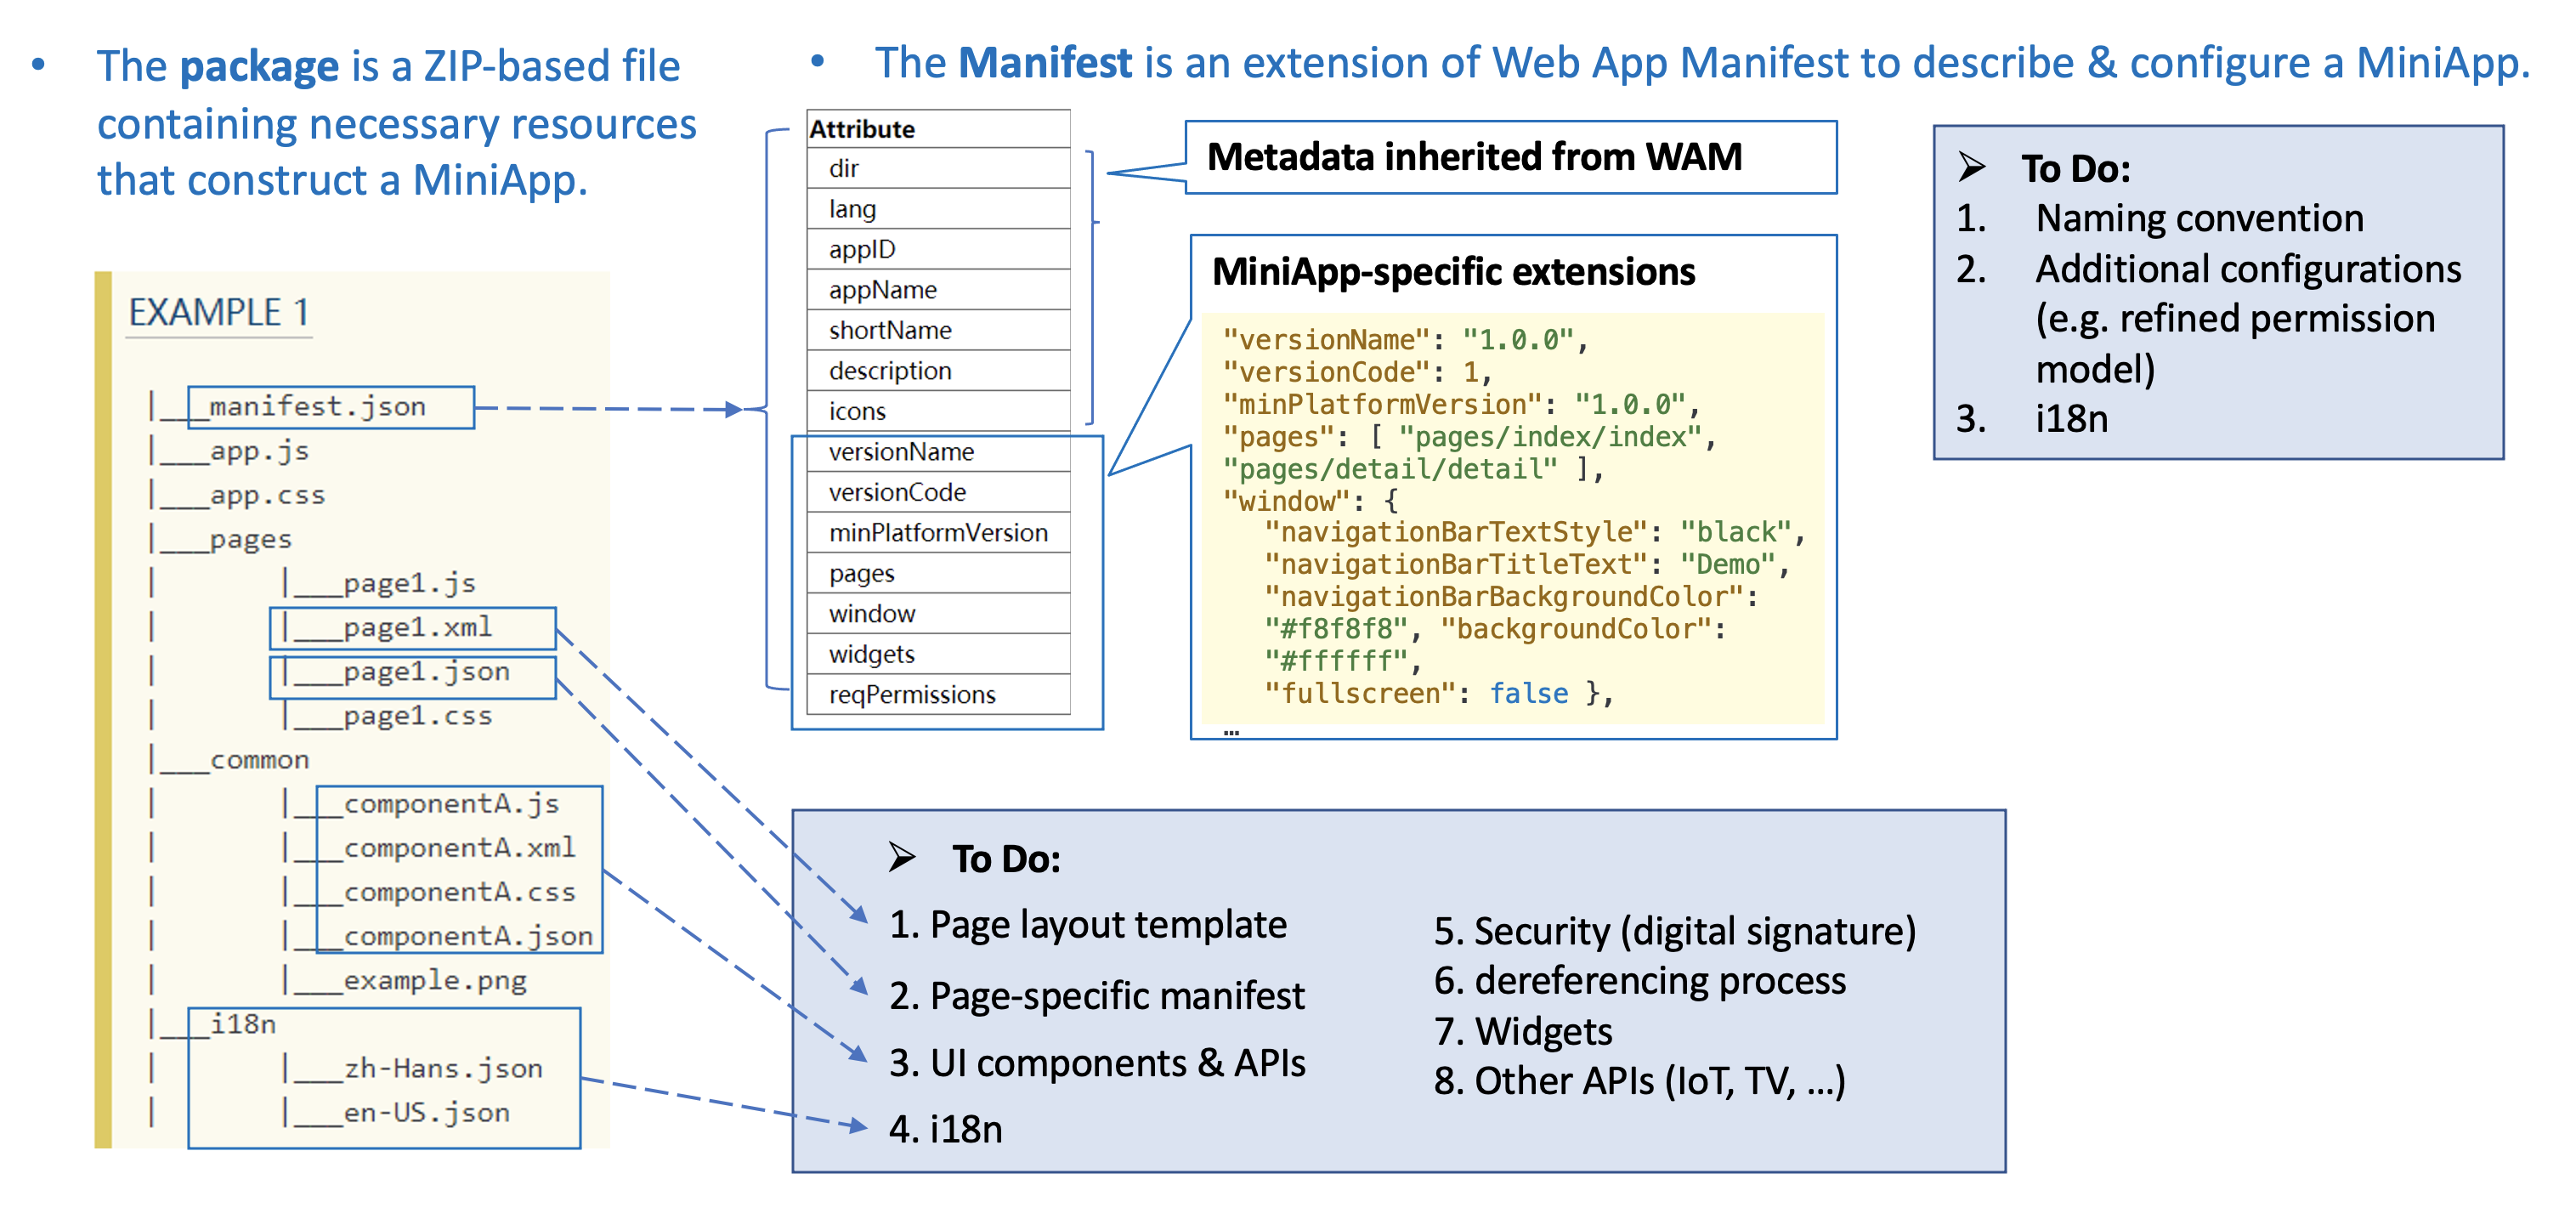 • The package is a ZIP-based file
containing necessary resources
that construct a MiniApp.
EXAMPLE 1
|___manifest.json
|___app.js
|___app.css
|___pages
|       |___page1.js
|       |___page1.xml
|       |___page1.json
|       |___page1.css
|___common
|       |___componentA.js
|       |___componentA.xml
|       |___componentA.css
|       |___componentA.json
|       |___example.png
|___i18n
|       |___zh-Hans.json
|       |___en-US.json
• The Manifest is an extension of Web App Manifest to describe & configure a MiniApp.
Attribute
dir
lang
appID
appName
shortName
description
icons
versionName
versionCode
minPlatformVersion
pages
window
widgets
reqPermissions
Metadata inherited from WAM
MiniApp-specific extensions
"versionName": "1.0.0",
"versionCode": 1,
"minPlatformVersion": "1.0.0",
"pages": [ "pages/index/index",
"pages/detail/detail" ],
"window": {
"navigationBarTextStyle": "black",
"navigationBarTitleText": "Demo",
"navigationBarBackgroundColor":
"#f8f8f8", "backgroundColor":
"#ffffff",
"fullscreen": false },
…
➢ To Do:
1. Naming convention
2. Additional configurations
(e.g. refined permission
model)
3. i18n
➢ To Do:
1. Page layout template
2. Page-specific manifest
3. UI components & APIs
4. i18n
5. Security (digital signature)
6. dereferencing process
7. Widgets
8. Other APIs (IoT, TV, …)